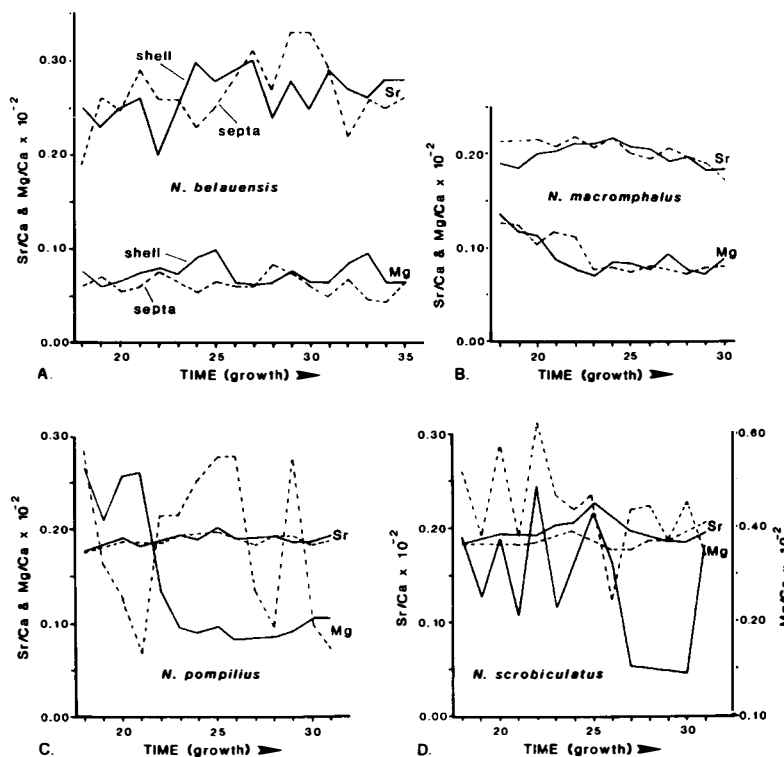 0.30
0.20
0.10
0.00
Sr/Ca & Mg/Ca x 10⁻²
shell
septa
Sr
N. belauensis
shell
septa
Mg
20
25
30
35
A.
TIME (growth)
0.20
0.10
0.00
Sr/Ca & Mg/Ca x 10⁻²
Sr
N. macromphalus
Mg
20
25
30
B.
TIME (growth)
0.30
0.20
0.10
0.00
Sr/Ca & Mg/Ca x 10⁻²
Sr
Mg
N. pompilius
20
30
C.
TIME (growth)
0.30
0.20
0.10
0.00
Sr/Ca x 10⁻²
Sr
Mg
N. scrobiculatus
0.60
0.40
0.20
0.10
Mg/Ca x 10⁻²
20
25
30
D.
TIME (growth)